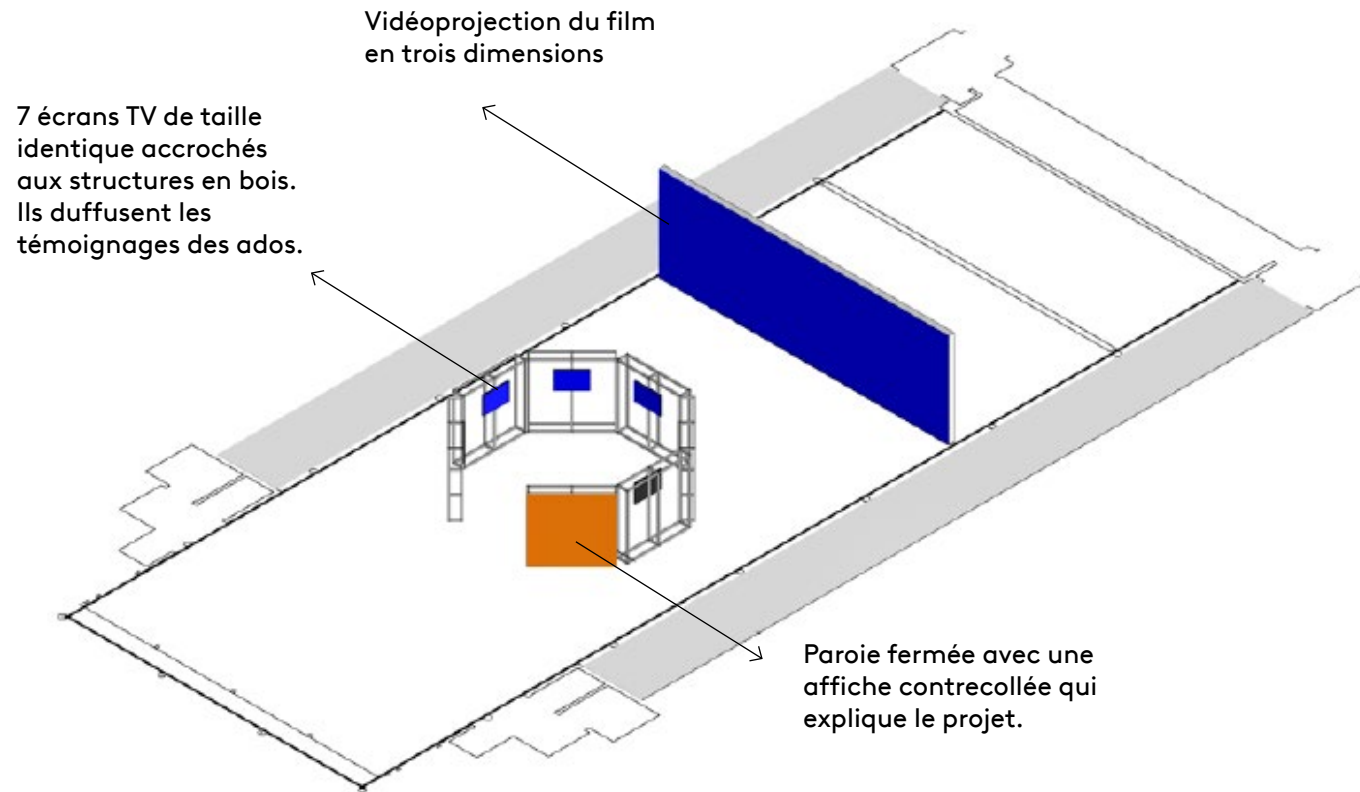 Vidéoprojection du film
en trois dimensions
7 écrans TV de taille
identique accrochés
aux structures en bois.
Ils duffusent les
témoignages des ados.
Paroie fermée avec une
affiche contrecollée qui
explique le projet.